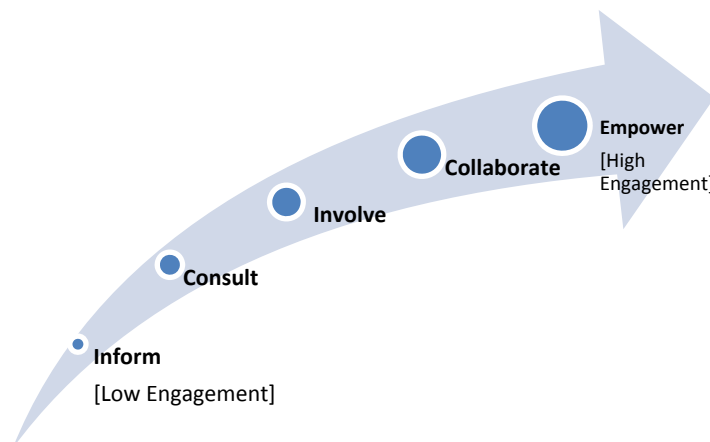 Empower
[High
Engagement]
Collaborate
Involve
Consult
Inform
[Low Engagement]